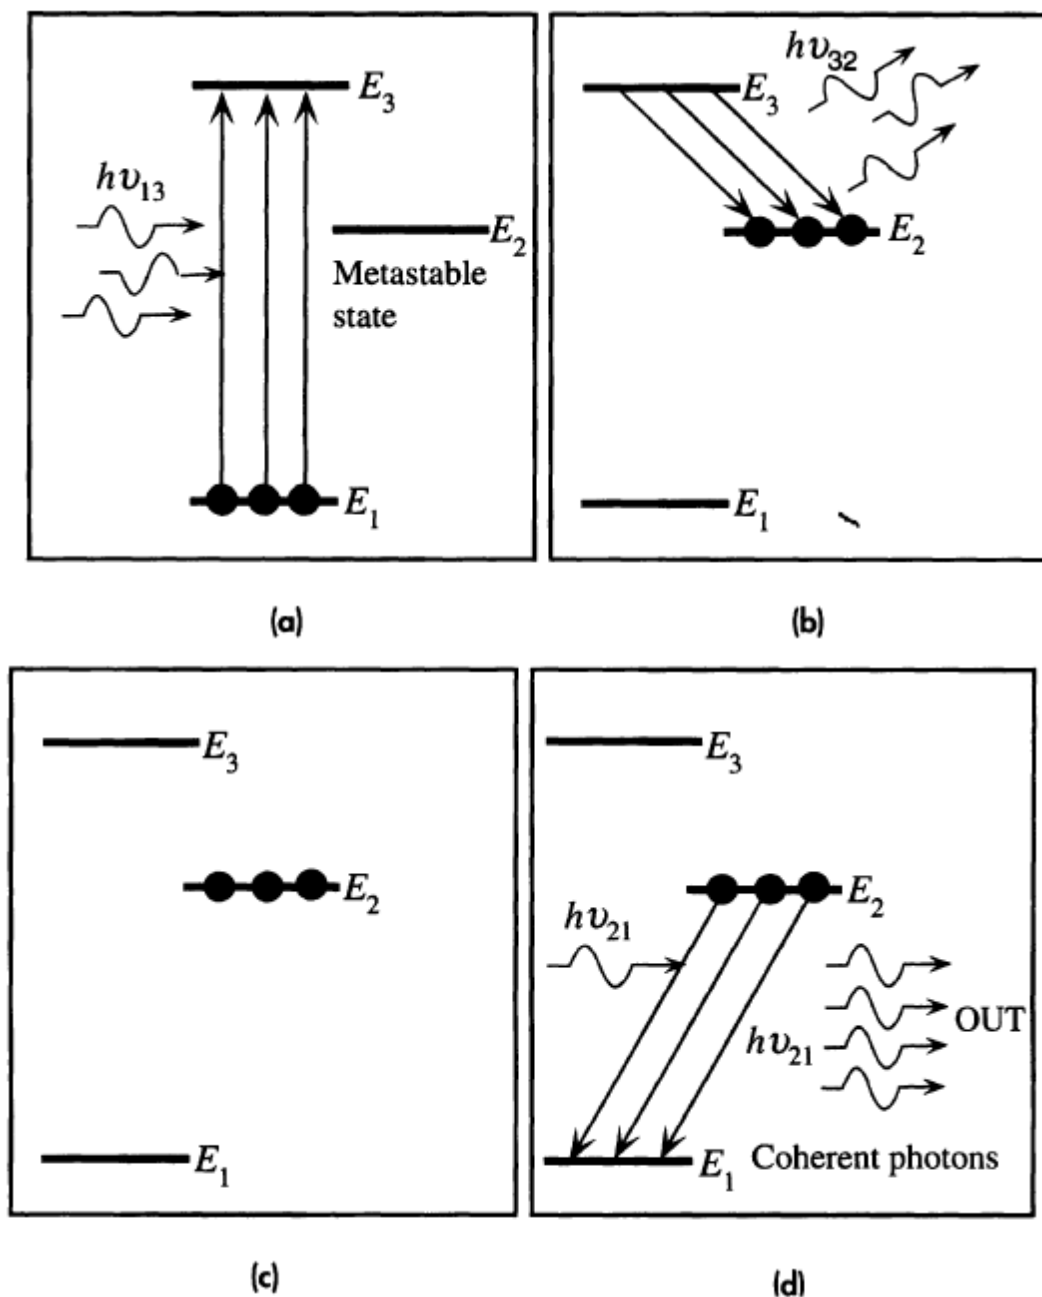 E₃
hυ₁₃
E₂
Metastable
state
E₁
(a)
hυ₃₂
E₃
E₂
E₁
(b)
E₃
E₂
E₁
(c)
E₃
E₂
hυ₂₁
OUT
hυ₂₁
E₁
Coherent photons
(d)